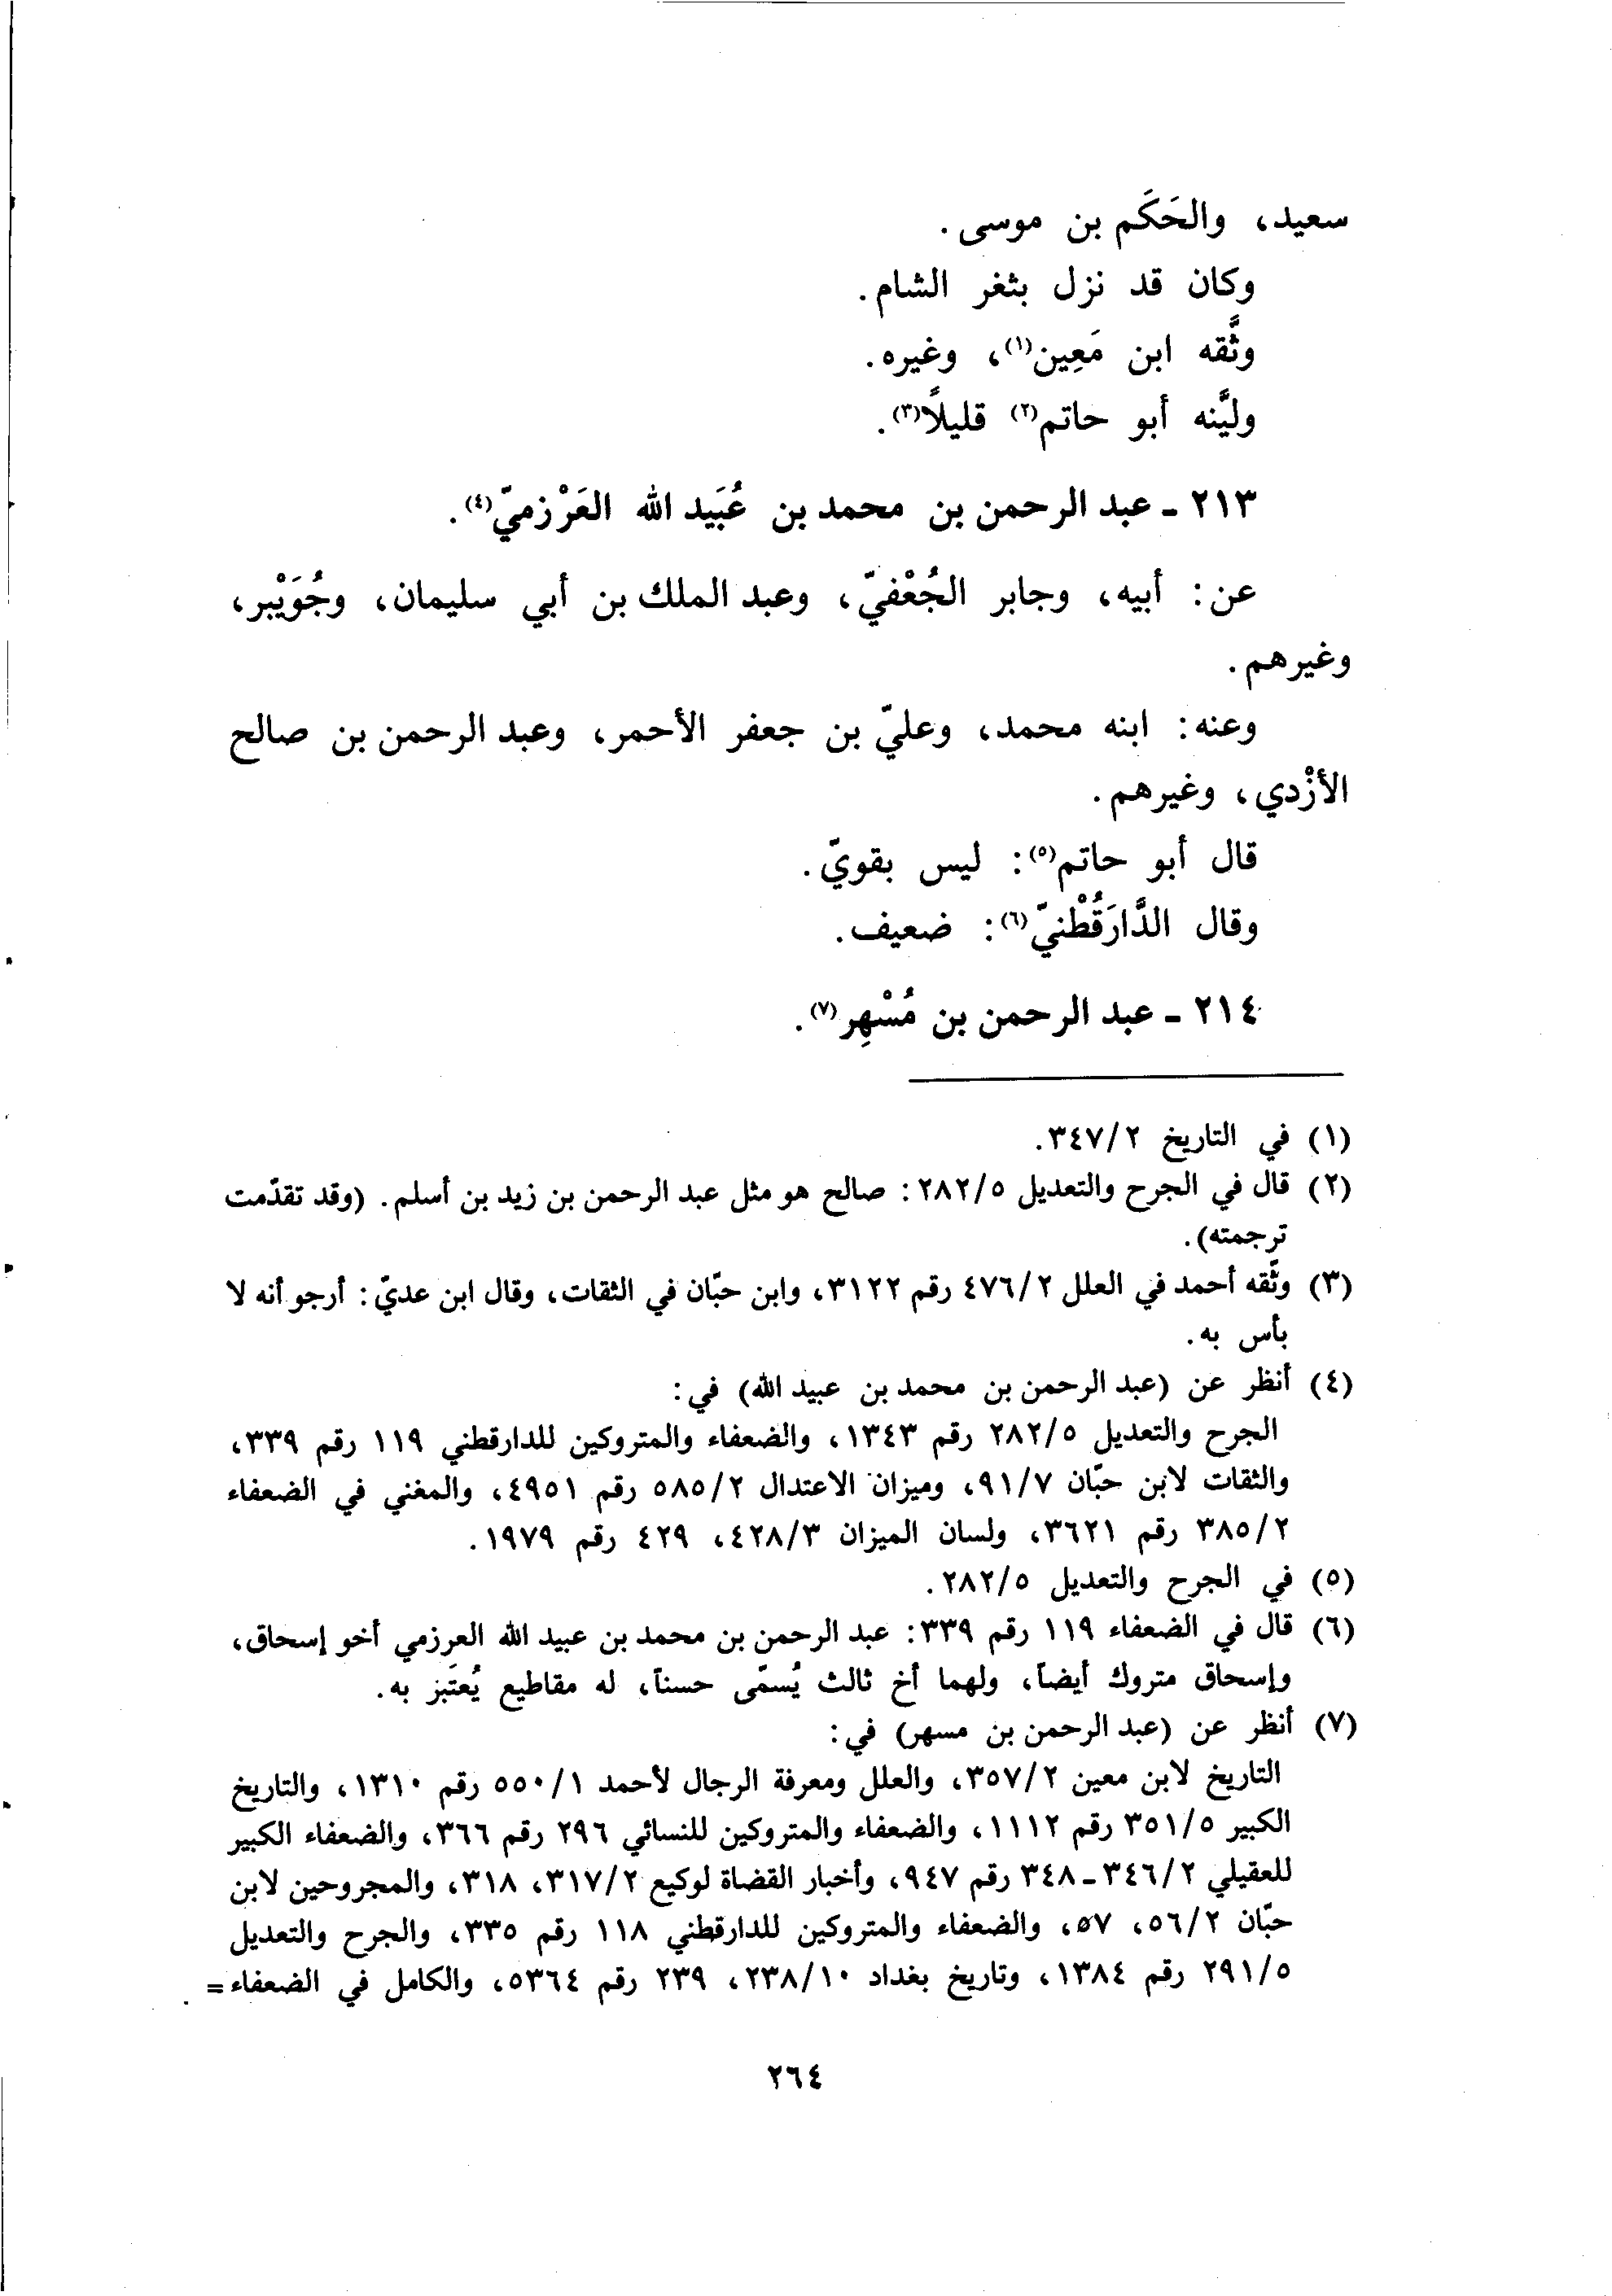 سعيد، والحَكَم بن موسى.
وكان قد نزل بثغر الشام.
وثَّقه ابن مَعِين(١)، وغيره.
وليَّنه أبو حاتم(٢) قليلًا(٣).
٢١٣ - عبد الرحمن بن محمد بن عُبَيد الله العَرْزميّ(٤).
عن: أبيه، وجابر الجُعْفيّ، وعبد الملك بن أبي سليمان، وجُوَيْبر،
وغيرهم.
وعنه: ابنه محمد، وعليّ بن جعفر الأحمر، وعبد الرحمن بن صالح
الأزْدي، وغيرهم.
قال أبو حاتم(٥): ليس بقويّ.
وقال الدَّارَقُطْنيّ(٦): ضعيف.
٢١٤ - عبد الرحمن بن مُسْهِر(٧).
(١) في التاريخ ٣٤٧/٢.
(٢) قال في الجرح والتعديل ٢٨٢/٥: صالح هو مثل عبد الرحمن بن زيد بن أسلم. (وقد تقدّمت
ترجمته).
(٣) وثَّقه أحمد في العلل ٤٧٦/٢ رقم ٣١٢٢، وابن حبّان في الثقات، وقال ابن عديّ: أرجو أنه لا
بأس به.
(٤) أنظر عن (عبد الرحمن بن محمد بن عبيد الله) في:
الجرح والتعديل ٢٨٢/٥ رقم ١٣٤٣، والضعفاء والمتروكين للدارقطني ١١٩ رقم ٣٣٩،
والثقات لابن حبّان ٩١/٧، وميزان الاعتدال ٥٨٥/٢ رقم ٤٩٥١، والمغني في الضعفاء
٣٨٥/٢ رقم ٣٦٢١، ولسان الميزان ٤٢٨/٣، ٤٢٩ رقم ١٩٧٩.
(٥) في الجرح والتعديل ٢٨٢/٥.
(٦) قال في الضعفاء ١١٩ رقم ٣٣٩: عبد الرحمن بن محمد بن عبيد الله العرزمي أخو إسحاق،
وإسحاق متروك أيضاً، ولهما أخ ثالث يُسمّى حسناً، له مقاطيع يُعتَبز به.
(٧) أنظر عن (عبد الرحمن بن مسهر) في:
التاريخ لابن معين ٣٥٧/٢، والعلل ومعرفة الرجال لأحمد ٥٥٠/١ رقم ١٣١٠، والتاريخ
الكبير ٣٥١/٥ رقم ١١١٢، والضعفاء والمتروكين للنسائي ٢٩٦ رقم ٣٦٦، والضعفاء الكبير
للعقيلي ٣٤٦/٢ - ٣٤٨ رقم ٩٤٧، وأخبار القضاة لوكيع ٣١٧/٢، ٣١٨، والمجروحين لابن
حبّان ٥٦/٢، ٥٧، والضعفاء والمتروكين للدارقطني ١١٨ رقم ٣٣٥، والجرح والتعديل
٢٩١/٥ رقم ١٣٨٤، وتاريخ بغداد ٢٣٨/١٠، ٢٣٩ رقم ٥٣٦٤، والكامل في الضعفاء =
٢٦٤